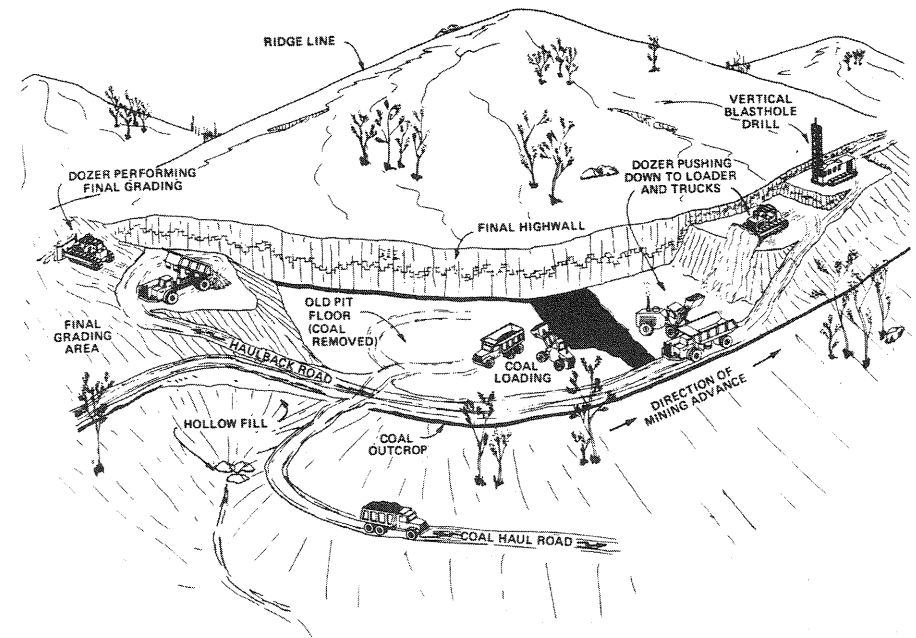 RIDGE LINE
VERTICAL
BLASTHOLE
DRILL
DOZER PERFORMING
FINAL GRADING
DOZER PUSHING
DOWN TO LOADER
AND TRUCKS
FINAL HIGHWALL
OLD PIT
FLOOR
(COAL
REMOVED)
FINAL
GRADING
AREA
HAULBACK ROAD
COAL
LOADING
DIRECTION OF
MINING ADVANCE
HOLLOW FILL
COAL
OUTCROP
COAL HAUL ROAD